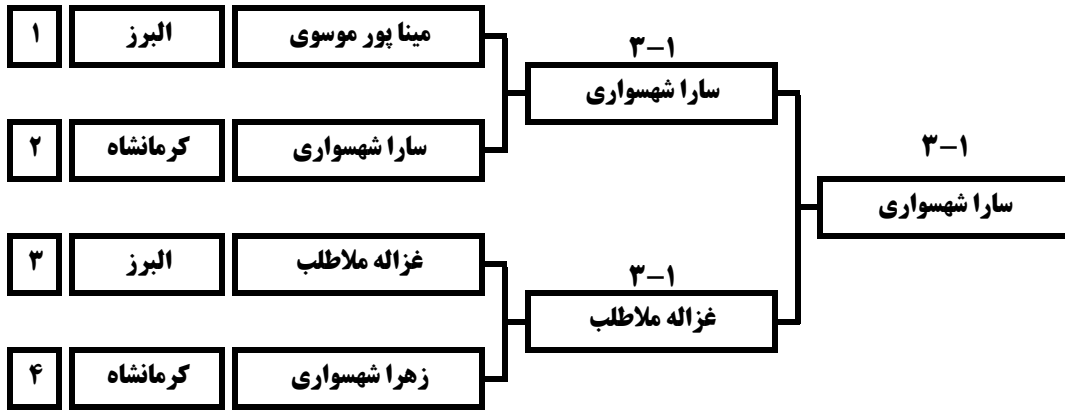 ۱ البرز مینا پور موسوی
۳-۱
سارا شهسواری
۲ کرمانشاه سارا شهسواری
۳-۱
سارا شهسواری
۳ البرز غزاله ملاطلب
۳-۱
غزاله ملاطلب
۴ کرمانشاه زهرا شهسواری